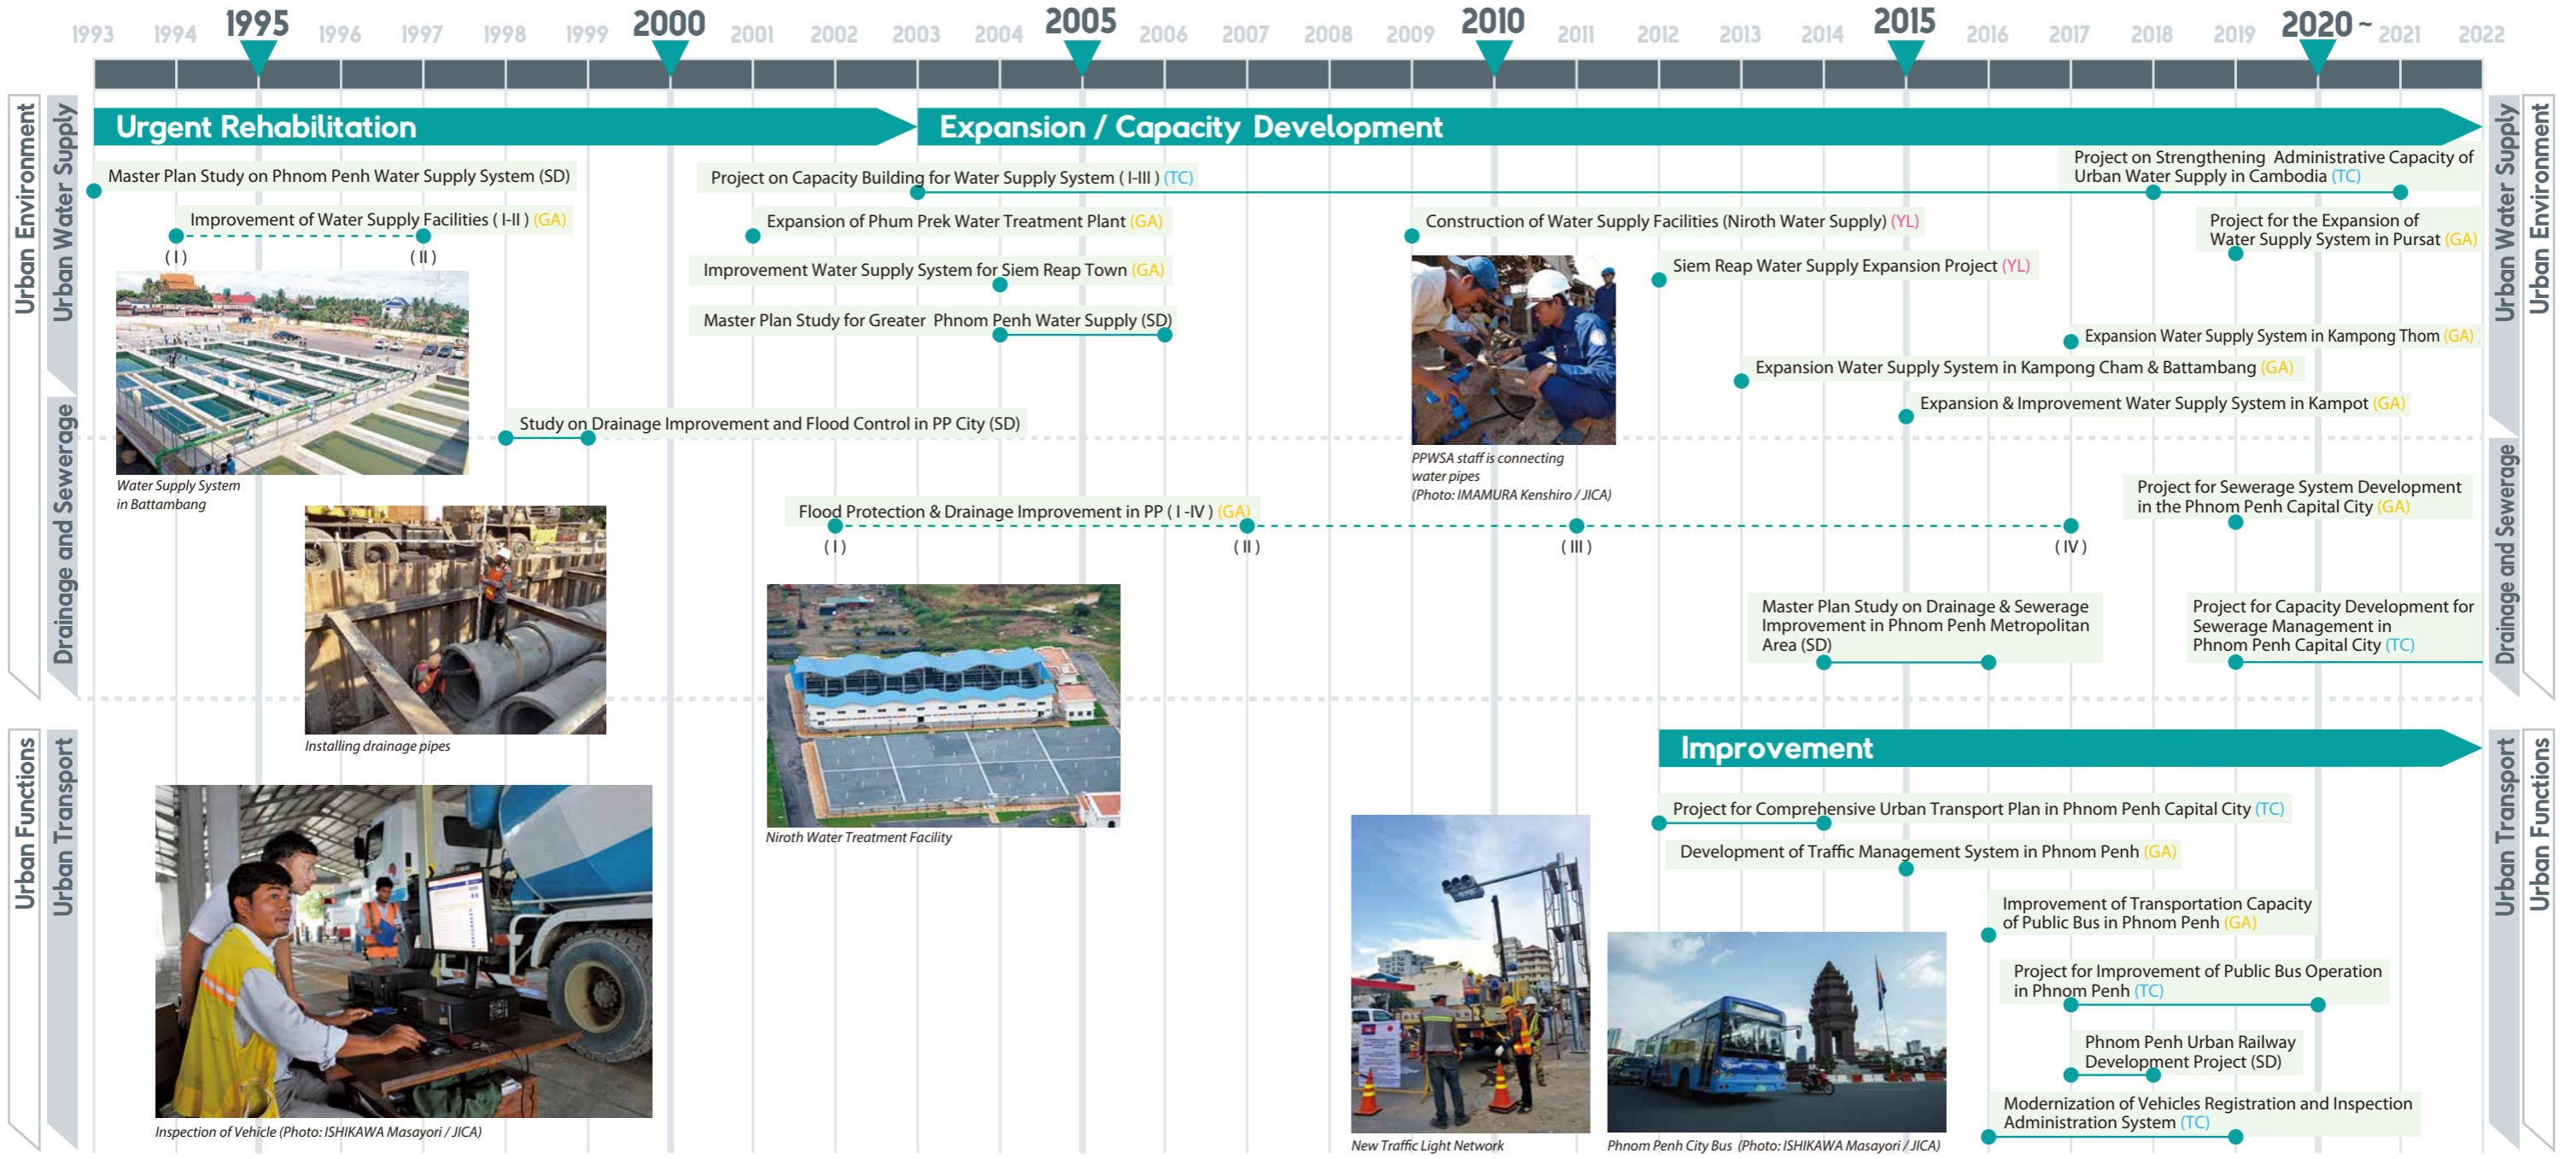 1993 1994 1995 1996 1997 1998 1999 2000 2001 2002 2003 2004 2005 2006 2007 2008 2009 2010 2011 2012 2013 2014 2015 2016 2017 2018 2019 2020 ~ 2021 2022
Urban Environment
Urban Water Supply
Drainage and Sewerage
Urgent Rehabilitation
Expansion / Capacity Development
Master Plan Study on Phnom Penh Water Supply System (SD)
Improvement of Water Supply Facilities ( I-II ) (GA)
( I )
( II )
Water Supply System
in Battambang
Project on Capacity Building for Water Supply System ( I-III ) (TC)
Expansion of Phum Prek Water Treatment Plant (GA)
Improvement Water Supply System for Siem Reap Town (GA)
Master Plan Study for Greater Phnom Penh Water Supply (SD)
Construction of Water Supply Facilities (Niroth Water Supply) (YL)
Siem Reap Water Supply Expansion Project (YL)
Project on Strengthening Administrative Capacity of
Urban Water Supply in Cambodia (TC)
Project for the Expansion of
Water Supply System in Pursat (GA)
Expansion Water Supply System in Kampong Thom (GA)
Expansion Water Supply System in Kampong Cham & Battambang (GA)
Expansion & Improvement Water Supply System in Kampot (GA)
PPWSA staff is connecting
water pipes
(Photo: IMAMURA Kenshiro / JICA)
Study on Drainage Improvement and Flood Control in PP City (SD)
Flood Protection & Drainage Improvement in PP ( I -IV ) (GA)
( I )
( II )
( III )
( IV )
Project for Sewerage System Development
in the Phnom Penh Capital City (GA)
Master Plan Study on Drainage & Sewerage
Improvement in Phnom Penh Metropolitan
Area (SD)
Project for Capacity Development for
Sewerage Management in
Phnom Penh Capital City (TC)
Installing drainage pipes
Niroth Water Treatment Facility
Urban Water Supply
Drainage and Sewerage
Urban Environment
Urban Functions
Urban Transport
Improvement
Project for Comprehensive Urban Transport Plan in Phnom Penh Capital City (TC)
Development of Traffic Management System in Phnom Penh (GA)
Improvement of Transportation Capacity
of Public Bus in Phnom Penh (GA)
Project for Improvement of Public Bus Operation
in Phnom Penh (TC)
Phnom Penh Urban Railway
Development Project (SD)
Modernization of Vehicles Registration and Inspection
Administration System (TC)
Inspection of Vehicle (Photo: ISHIKAWA Masayori / JICA)
New Traffic Light Network
Phnom Penh City Bus (Photo: ISHIKAWA Masayori / JICA)
Urban Transport
Urban Functions